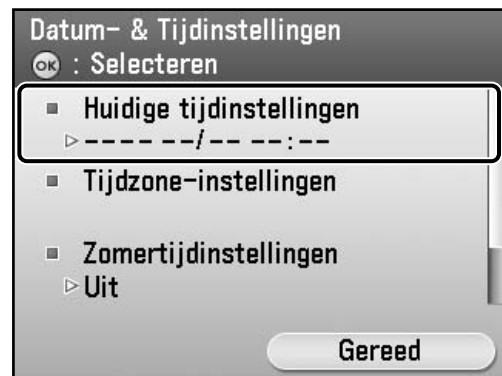 Datum- & Tijdinstellingen
OK : Selecteren
Huidige tijdinstellingen
---- --/-- --:--
Tijdzone-instellingen
Zomertijdinstellingen
Uit
Gereed